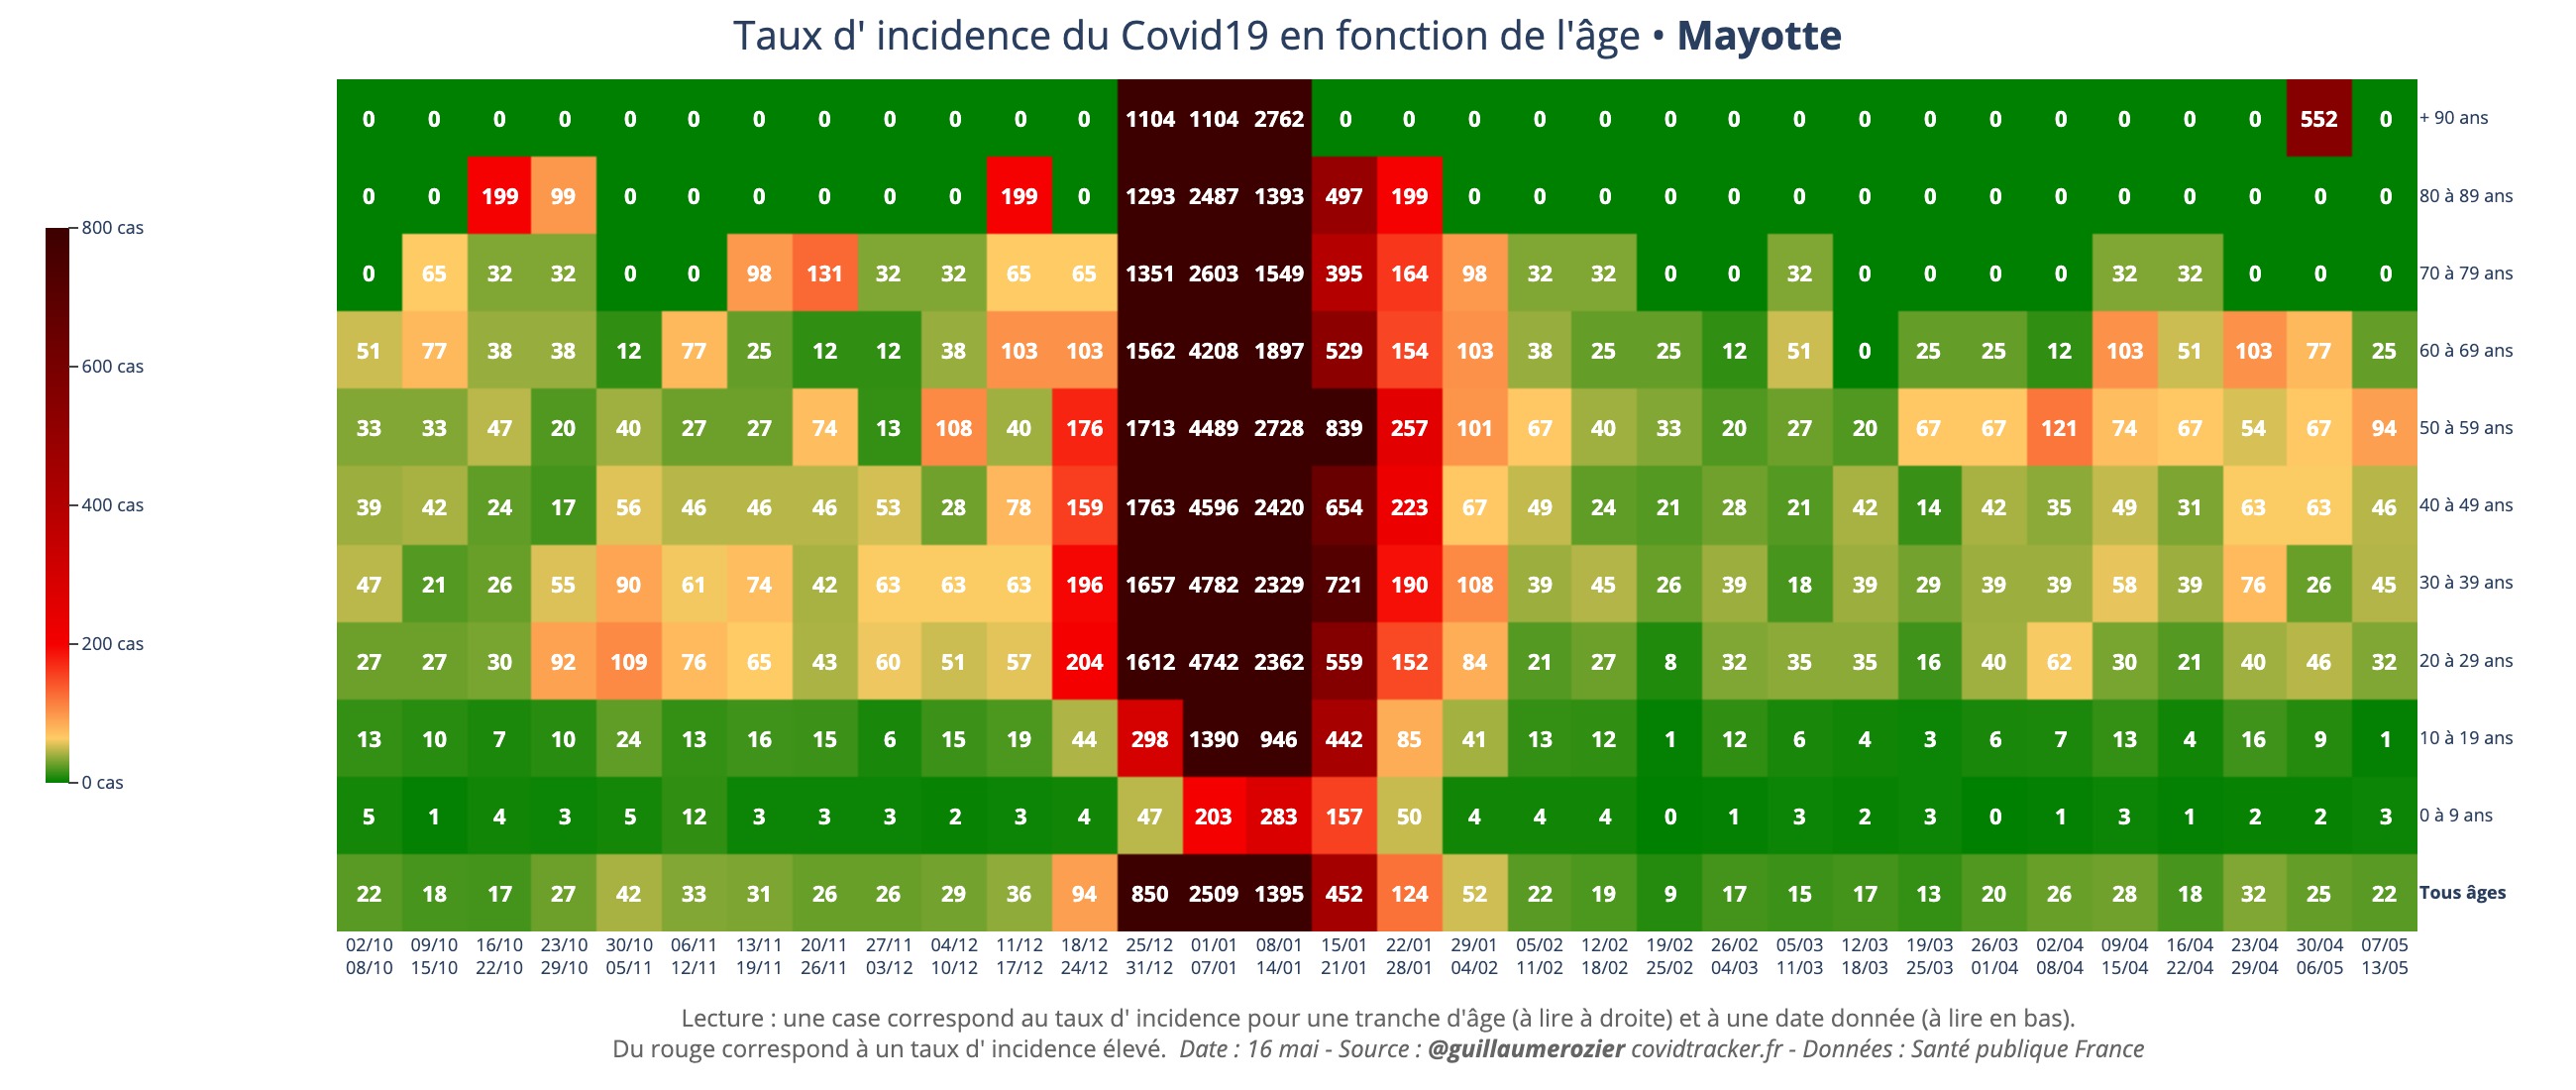 Taux d' incidence du Covid19 en fonction de l'âge • Mayotte
0 0 0 0 0 0 0 0 0 0 0 0 1104 1104 2762 0 0 0 0 0 0 0 0 0 0 0 0 0 0 0 552 0 + 90 ans
0 0 199 99 0 0 0 0 0 0 199 0 1293 2487 1393 497 199 0 0 0 0 0 0 0 0 0 0 0 0 0 0 0 80 à 89 ans
800 cas
0 65 32 32 0 0 98 131 32 32 65 65 1351 2603 1549 395 164 98 32 32 0 0 32 0 0 0 0 32 32 0 0 0 70 à 79 ans
51 77 38 38 12 77 25 12 12 38 103 103 1562 4208 1897 529 154 103 38 25 25 12 51 0 25 25 12 103 51 103 77 25 60 à 69 ans
600 cas
33 33 47 20 40 27 27 74 13 108 40 176 1713 4489 2728 839 257 101 67 40 33 20 27 20 67 67 121 74 67 54 67 94 50 à 59 ans
400 cas
39 42 24 17 56 46 46 46 53 28 78 159 1763 4596 2420 654 223 67 49 24 21 28 21 42 14 42 35 49 31 63 63 46 40 à 49 ans
47 21 26 55 90 61 74 42 63 63 63 196 1657 4782 2329 721 190 108 39 45 26 39 18 39 29 39 39 58 39 76 26 45 30 à 39 ans
200 cas
27 27 30 92 109 76 65 43 60 51 57 204 1612 4742 2362 559 152 84 21 27 8 32 35 35 16 40 62 30 21 40 46 32 20 à 29 ans
13 10 7 10 24 13 16 15 6 15 19 44 298 1390 946 442 85 41 13 12 1 12 6 4 3 6 7 13 4 16 9 1 10 à 19 ans
0 cas
5 1 4 3 5 12 3 3 3 2 3 4 47 203 283 157 50 4 4 4 0 1 3 2 3 0 1 3 1 2 2 3 0 à 9 ans
22 18 17 27 42 33 31 26 26 29 36 94 850 2509 1395 452 124 52 22 19 9 17 15 17 13 20 26 28 18 32 25 22 Tous âges
02/10 09/10 16/10 23/10 30/10 06/11 13/11 20/11 27/11 04/12 11/12 18/12 25/12 01/01 08/01 15/01 22/01 29/01 05/02 12/02 19/02 26/02 05/03 12/03 19/03 26/03 02/04 09/04 16/04 23/04 30/04 07/05
08/10 15/10 22/10 29/10 05/11 12/11 19/11 26/11 03/12 10/12 17/12 24/12 31/12 07/01 14/01 21/01 28/01 04/02 11/02 18/02 25/02 04/03 11/03 18/03 25/03 01/04 08/04 15/04 22/04 29/04 06/05 13/05
Lecture : une case correspond au taux d' incidence pour une tranche d'âge (à lire à droite) et à une date donnée (à lire en bas).
Du rouge correspond à un taux d' incidence élevé. Date : 16 mai - Source : @guillaumerozier covidtracker.fr - Données : Santé publique France